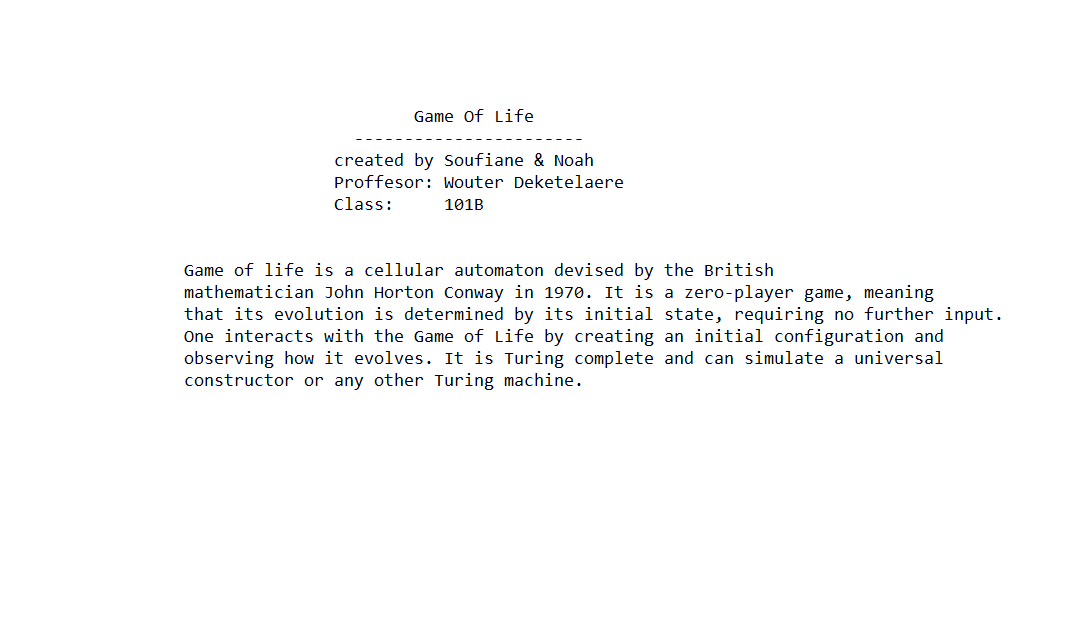 Game Of Life
-----------------------
created by Soufiane & Noah
Proffesor: Wouter Deketelaere
Class:     101B
Game of life is a cellular automaton devised by the British
mathematician John Horton Conway in 1970. It is a zero-player game, meaning
that its evolution is determined by its initial state, requiring no further input.
One interacts with the Game of Life by creating an initial configuration and
observing how it evolves. It is Turing complete and can simulate a universal
constructor or any other Turing machine.